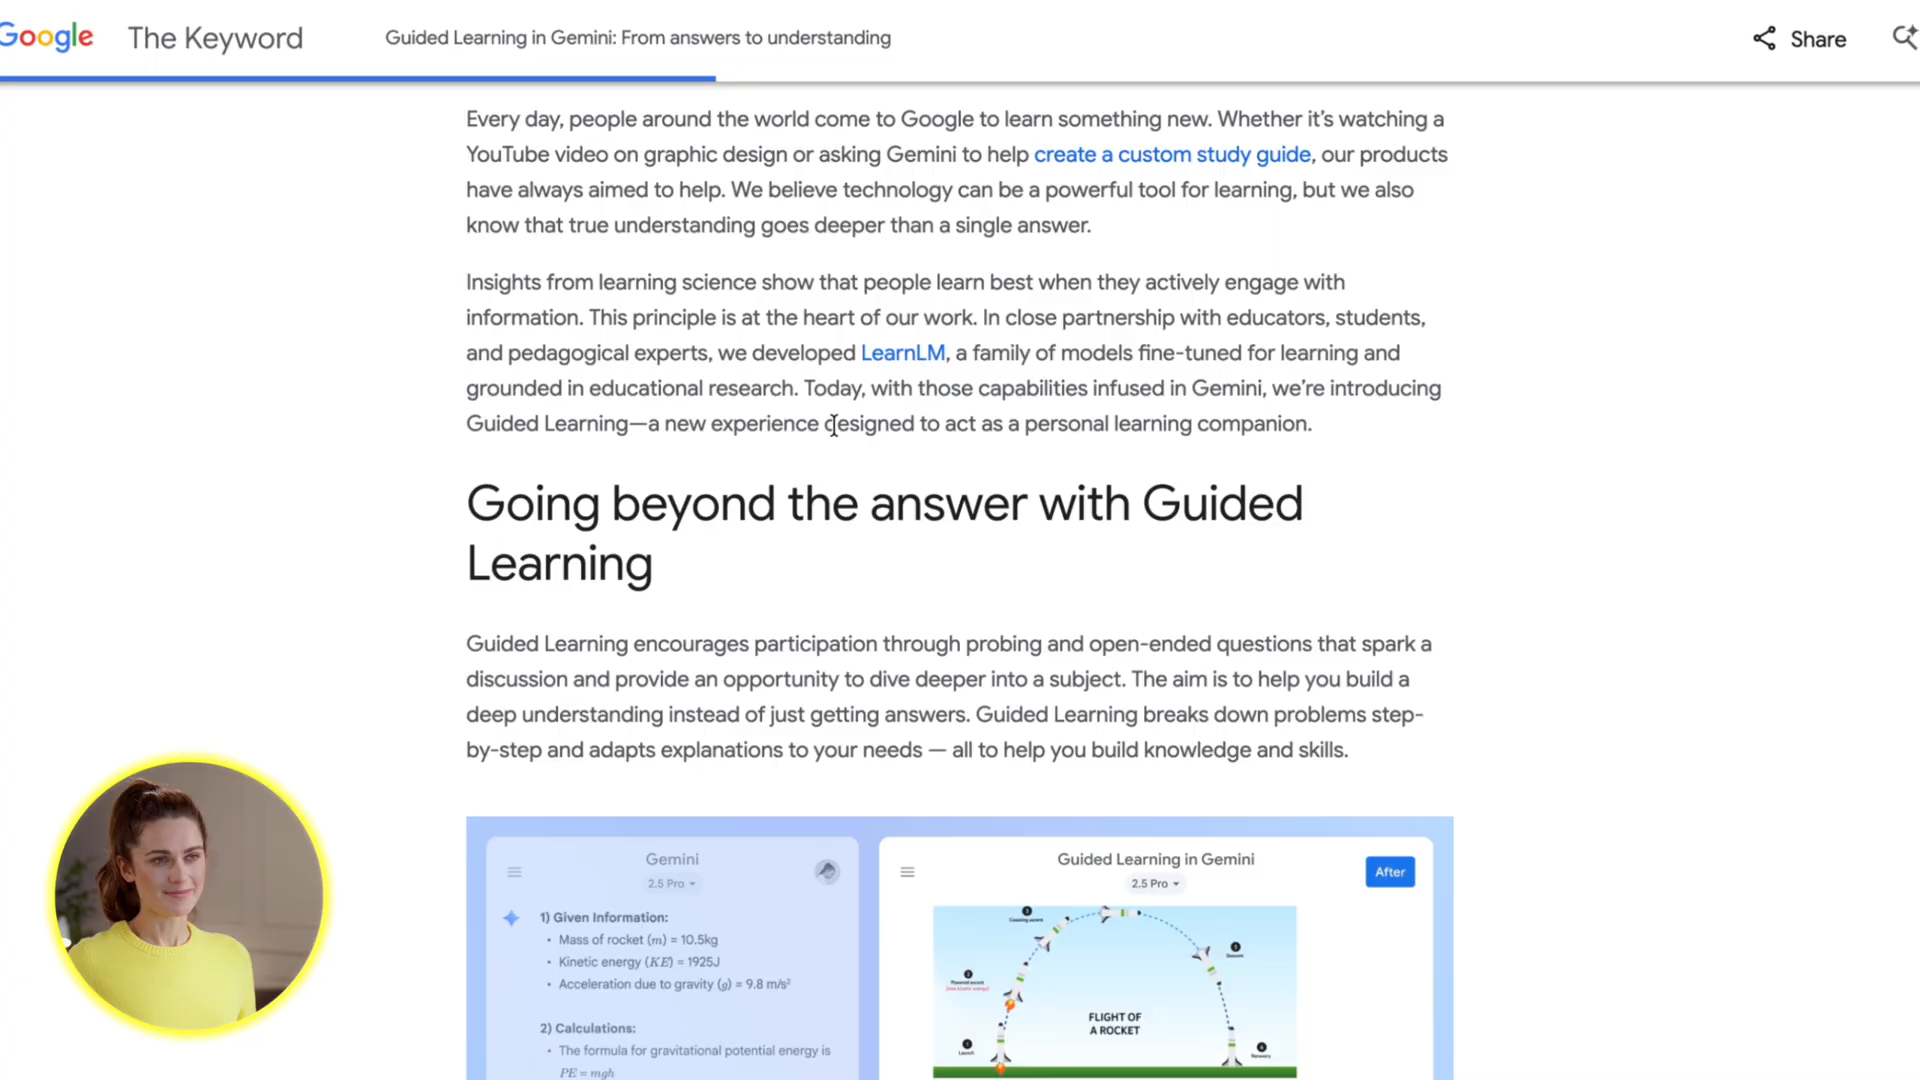 Google The Keyword Guided Learning in Gemini: From answers to understanding Share
Every day, people around the world come to Google to learn something new. Whether it's watching a
YouTube video on graphic design or asking Gemini to help create a custom study guide, our products
have always aimed to help. We believe technology can be a powerful tool for learning, but we also
know that true understanding goes deeper than a single answer.
Insights from learning science show that people learn best when they actively engage with
information. This principle is at the heart of our work. In close partnership with educators, students,
and pedagogical experts, we developed LearnLM, a family of models fine-tuned for learning and
grounded in educational research. Today, with those capabilities infused in Gemini, we're introducing
Guided Learning—a new experience designed to act as a personal learning companion.
Going beyond the answer with Guided
Learning
Guided Learning encourages participation through probing and open-ended questions that spark a
discussion and provide an opportunity to dive deeper into a subject. The aim is to help you build a
deep understanding instead of just getting answers. Guided Learning breaks down problems step-
by-step and adapts explanations to your needs — all to help you build knowledge and skills.
Gemini
2.5 Pro
1) Given Information:
• Mass of rocket (m) = 10.5kg
• Kinetic energy (KE) = 1925J
• Acceleration due to gravity (g) = 9.8 m/s²
2) Calculations:
• The formula for gravitational potential energy is
PE = mgh
Guided Learning in Gemini
2.5 Pro
After
Coasting ascent
Powered ascent
Descent
FLIGHT OF
A ROCKET
Launch
Recovery